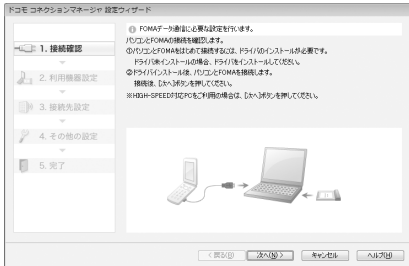 ドコモ コネクションマネージャ 設定ウィザード
1. 接続確認
2. 利用機器設定
3. 接続先設定
4. その他の設定
5. 完了
FOMAデータ通信に必要な設定を行います。
パソコンとFOMAの接続を確認します。
①パソコンとFOMAをはじめて接続するには、ドライバのインストールが必要です。
ドライバ未インストールの場合、ドライバをインストールしてください。
②ドライバインストール後、パソコンとFOMAを接続します。
接続後、[次へ]ボタンを押してください。
※HIGH-SPEED対応PCをご利用の場合は、[次へ]ボタンを押してください。
< 戻る(B) 次へ(N) > キャンセル ヘルプ(H)